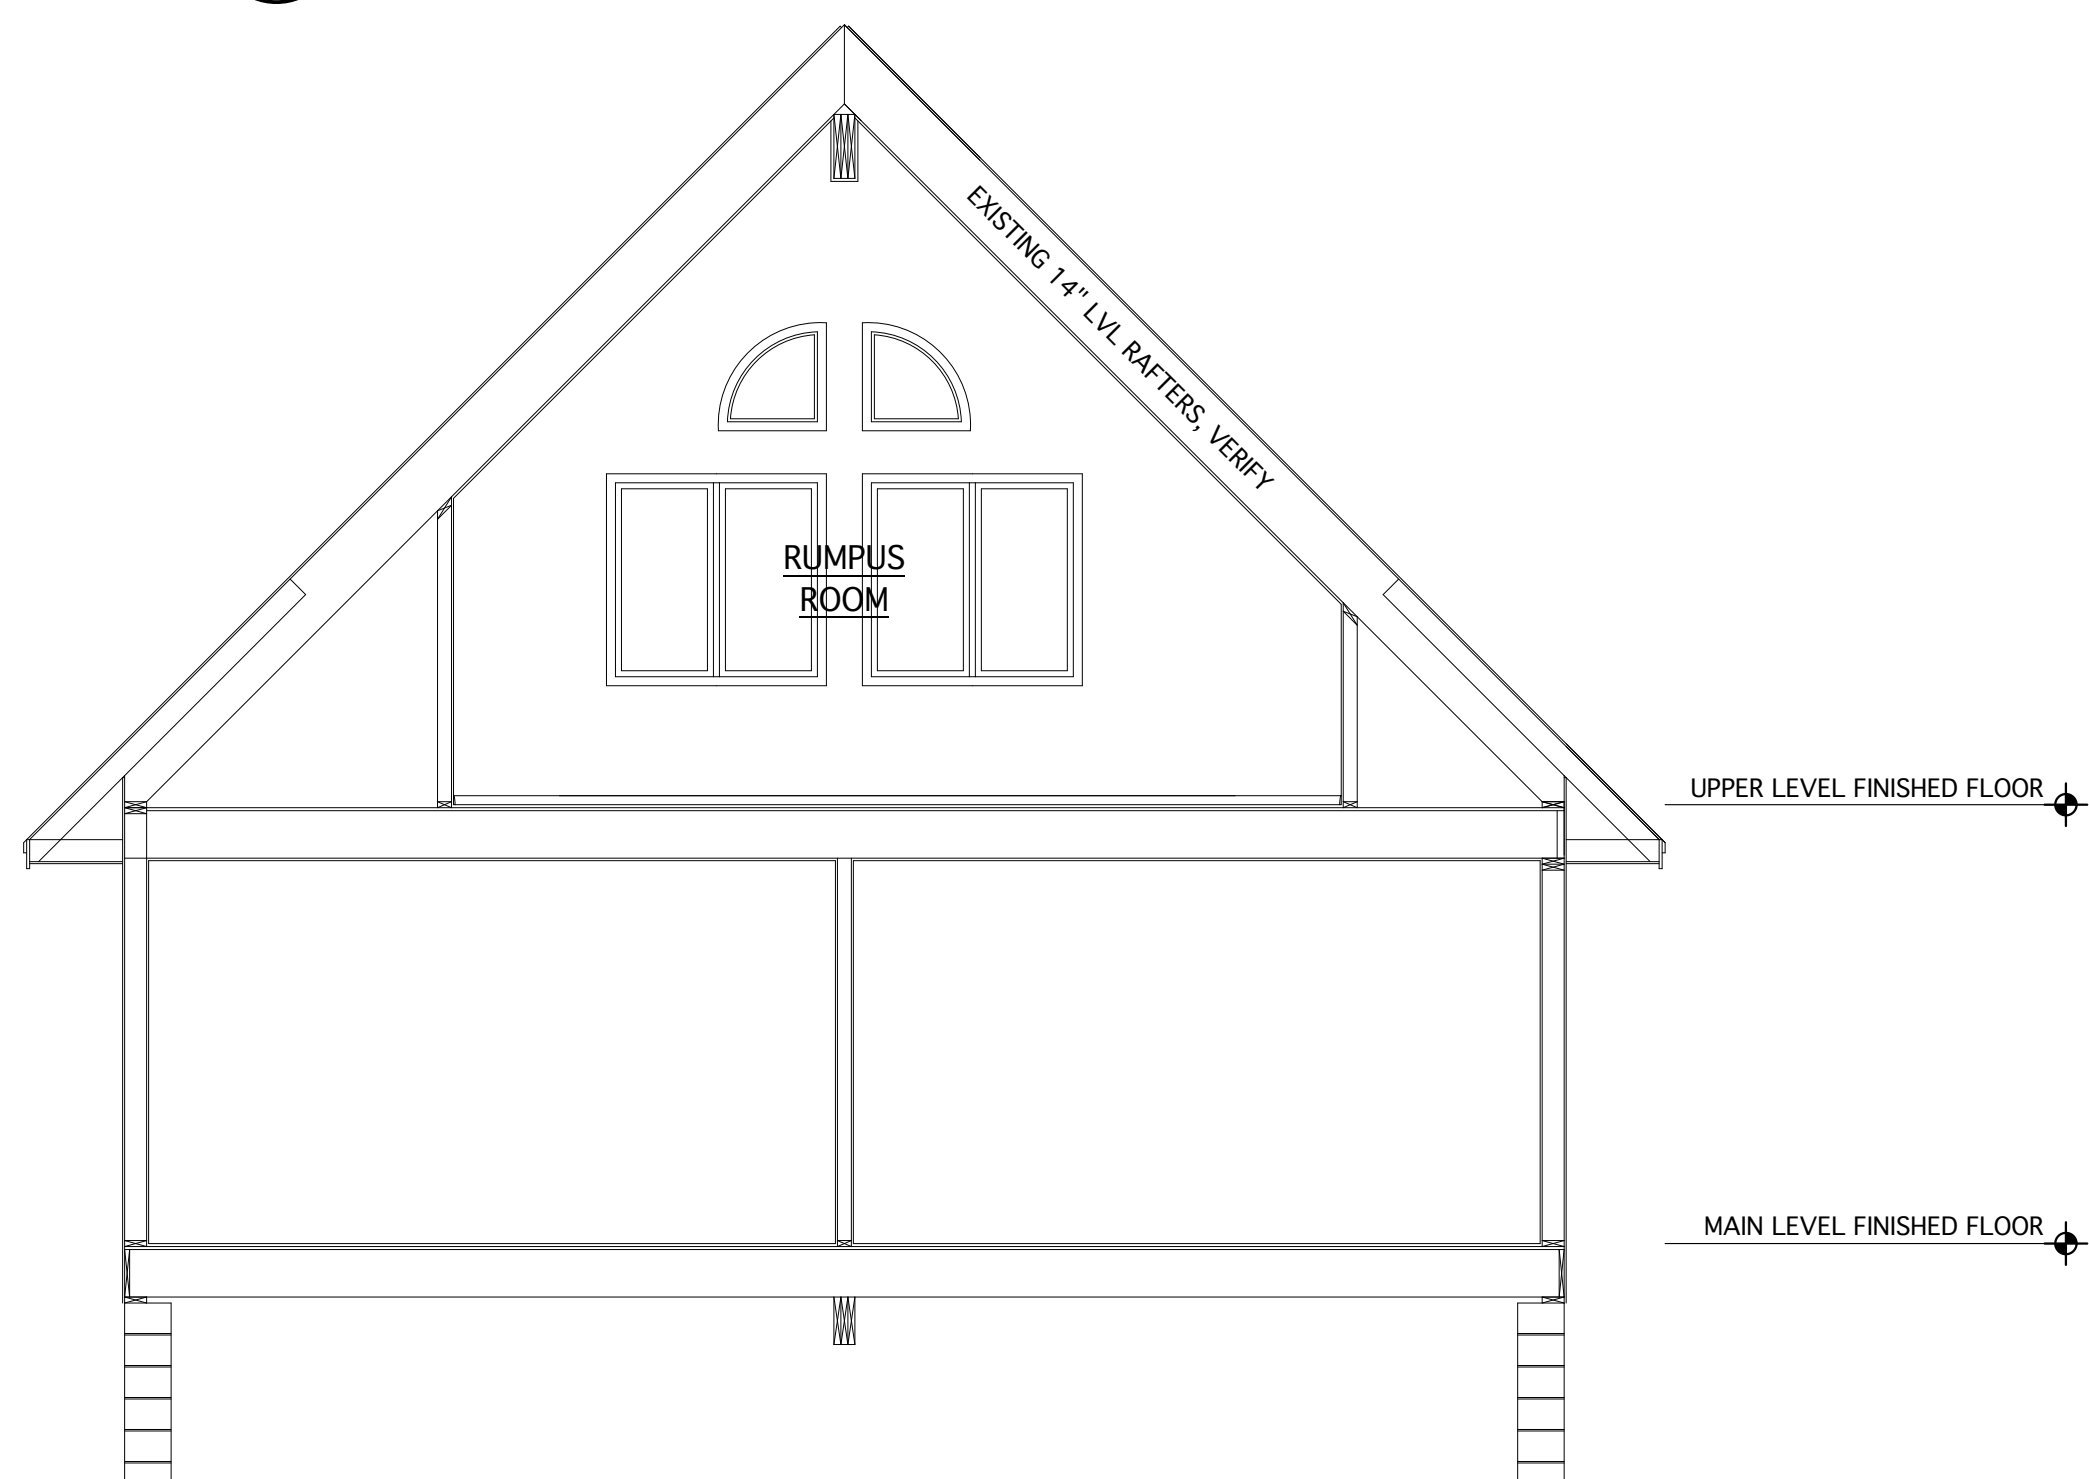 EXISTING 14" LVL RAFTERS, VERIFY
RUMPUS
ROOM
UPPER LEVEL FINISHED FLOOR
MAIN LEVEL FINISHED FLOOR